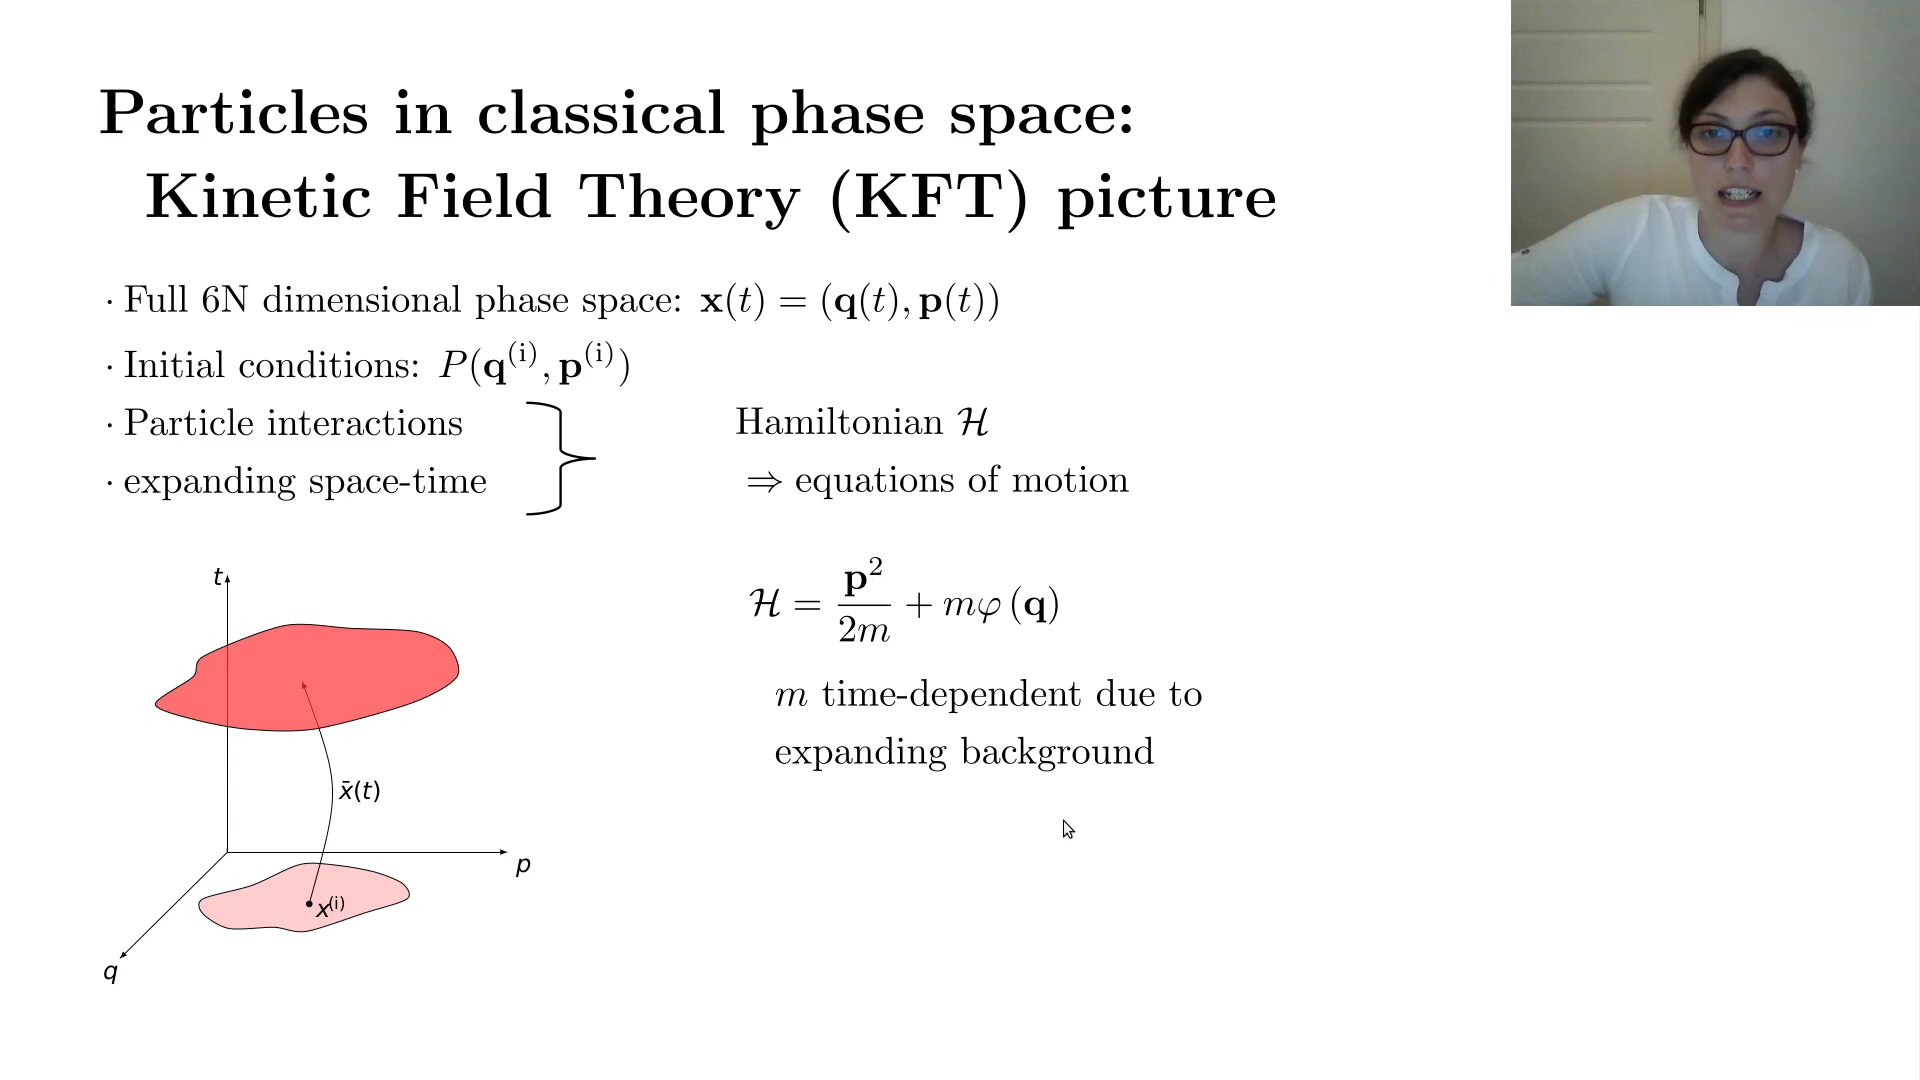 Particles in classical phase space:
Kinetic Field Theory (KFT) picture
· Full 6N dimensional phase space: 𝐱(t) = (𝐪(t), 𝐩(t))
· Initial conditions: P(𝐪⁽ⁱ⁾, 𝐩⁽ⁱ⁾)
· Particle interactions
· expanding space-time
Hamiltonian ℋ
⇒ equations of motion
ℋ = 𝐩²/2m + mφ (𝐪)
m time-dependent due to
expanding background
t
x̄(t)
p
x⁽ⁱ⁾
q